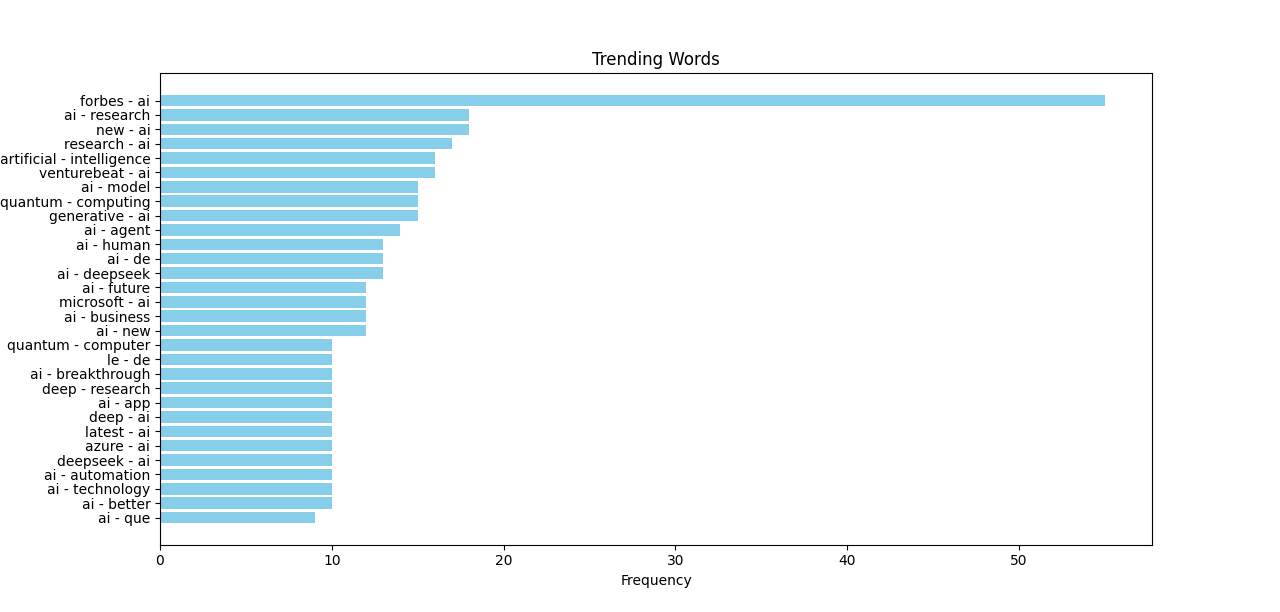 Trending Words
forbes - ai
ai - research
new - ai
research - ai
artificial - intelligence
venturebeat - ai
ai - model
quantum - computing
generative - ai
ai - agent
ai - human
ai - de
ai - deepseek
ai - future
microsoft - ai
ai - business
ai - new
quantum - computer
le - de
ai - breakthrough
deep - research
ai - app
deep - ai
latest - ai
azure - ai
deepseek - ai
ai - automation
ai - technology
ai - better
ai - que
0 10 20 30 40 50
Frequency